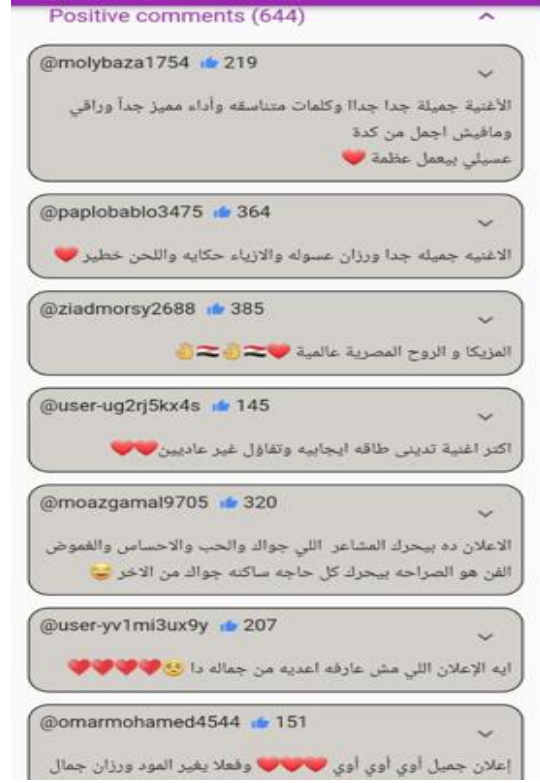 Positive comments (644)
@molybaza1754 👍 219
الأغنية جميلة جدا جداا وكلمات متناسقه وأداء مميز جداً وراقي
ومافيش اجمل من كدة
عسيلي بيعمل عظمة ❤️
@paplobablo3475 👍 364
الاغنيه جميله جدا ورزان عسوله والازياء حكايه واللحن خطير ❤️
@ziadmorsy2688 👍 385
المزيكا و الروح المصرية عالمية ❤️🇪🇬👌🇪🇬👌
@user-ug2rj5kx4s 👍 145
اكتر اغنية تدينى طاقه ايجابيه وتفاؤل غير عاديين❤️❤️
@moazgamal9705 👍 320
الاعلان ده بيحرك المشاعر اللي جواك والحب والاحساس والغموض
الفن هو الصراحه بيحرك كل حاجه ساكنه جواك من الاخر 😂
@user-yv1mi3ux9y 👍 207
ايه الإعلان اللي مش عارفه اعديه من جماله دا 🥺❤️❤️❤️❤️
@omarmohamed4544 👍 151
إعلان جميل أوي أوي أوي ❤️❤️❤️ وفعلا يغير المود ورزان جمال